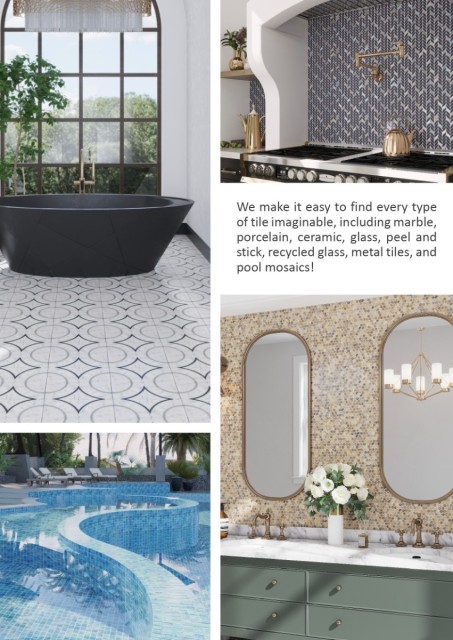 We make it easy to find every type
of tile imaginable, including marble,
porcelain, ceramic, glass, peel and
stick, recycled glass, metal tiles, and
pool mosaics!